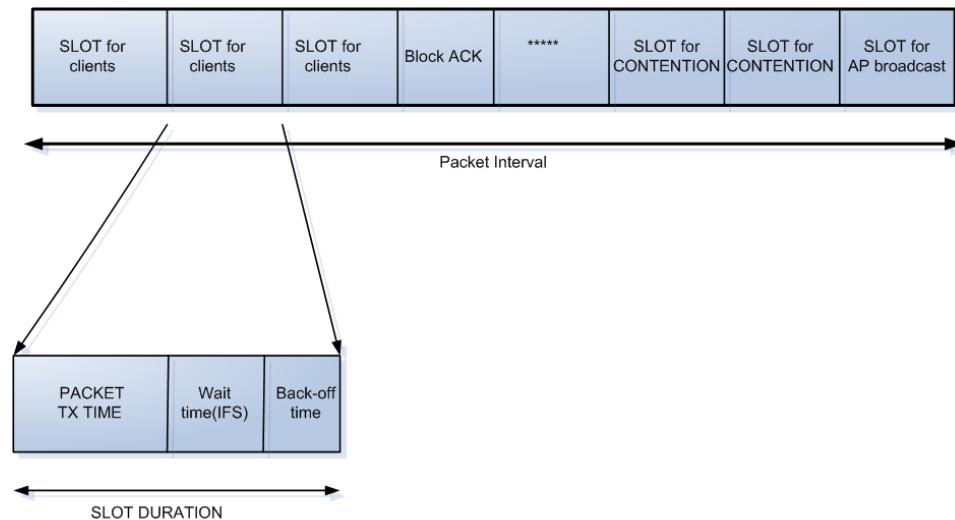 SLOT for
clients
SLOT for
clients
SLOT for
clients
Block ACK
*****
SLOT for
CONTENTION
SLOT for
CONTENTION
SLOT for
AP broadcast
Packet Interval
PACKET
TX TIME
Wait
time(IFS)
Back-off
time
SLOT DURATION